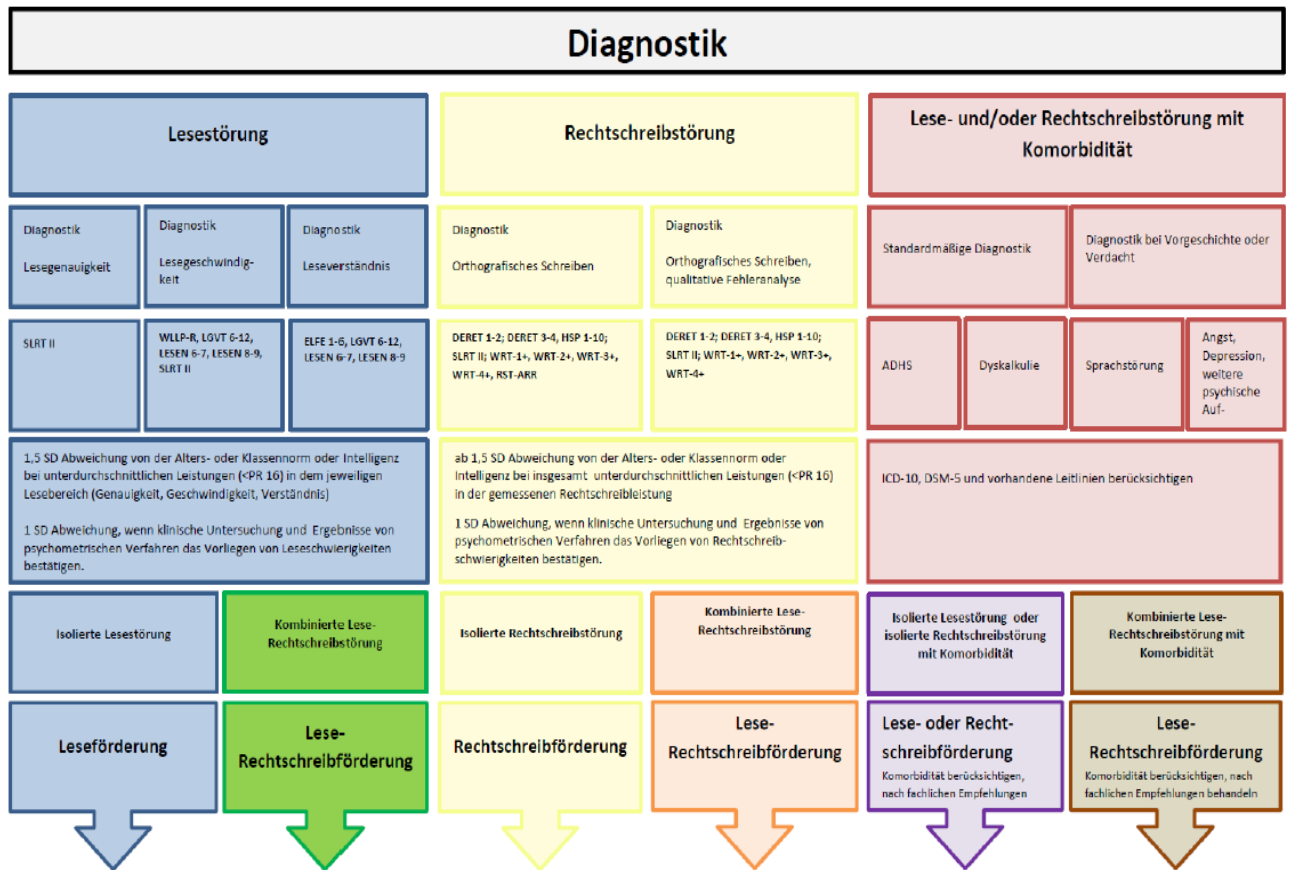 Diagnostik
Lesestörung
Rechtschreibstörung
Lese- und/oder Rechtschreibstörung mit
Komorbidität
Diagnostik
Lesegenauigkeit
Diagnostik
Lesegeschwindig-
keit
Diagnostik
Leseverständnis
Diagnostik
Orthografisches Schreiben
Diagnostik
Orthografisches Schreiben,
qualitative Fehleranalyse
Standardmäßige Diagnostik
Diagnostik bei Vorgeschichte oder
Verdacht
SLRT II
WLLP-R, LGVT 6-12,
LESEN 6-7, LESEN 8-9,
SLRT II
ELFE 1-6, LGVT 6-12,
LESEN 6-7, LESEN 8-9
DERET 1-2; DERET 3-4, HSP 1-10;
SLRT II; WRT-1+, WRT-2+, WRT-3+,
WRT-4+, RST-ARR
DERET 1-2; DERET 3-4, HSP 1-10;
SLRT II; WRT-1+, WRT-2+, WRT-3+,
WRT-4+
ADHS
Dyskalkulie
Sprachstörung
Angst,
Depression,
weitere
psychische
Auf-
1,5 SD Abweichung von der Alters- oder Klassennorm oder Intelligenz
bei unterdurchschnittlichen Leistungen (<PR 16) in dem jeweiligen
Lesebereich (Genauigkeit, Geschwindigkeit, Verständnis)
1 SD Abweichung, wenn klinische Untersuchung und Ergebnisse von
psychometrischen Verfahren das Vorliegen von Leseschwierigkeiten
bestätigen.
ab 1,5 SD Abweichung von der Alters- oder Klassennorm oder
Intelligenz bei insgesamt unterdurchschnittlichen Leistungen (<PR 16)
in der gemessenen Rechtschreibleistung
1 SD Abweichung, wenn klinische Untersuchung und Ergebnisse von
psychometrischen Verfahren das Vorliegen von Rechtschreib-
schwierigkeiten bestätigen.
ICD-10, DSM-5 und vorhandene Leitlinien berücksichtigen
Isolierte Lesestörung
Kombinierte Lese-
Rechtschreibstörung
Isolierte Rechtschreibstörung
Kombinierte Lese-
Rechtschreibstörung
Isolierte Lesestörung oder
isolierte Rechtschreibstörung
mit Komorbidität
Kombinierte Lese-
Rechtschreibstörung mit
Komorbidität
Leseförderung
Lese-
Rechtschreibförderung
Rechtschreibförderung
Lese-
Rechtschreibförderung
Lese- oder Recht-
schreibförderung
Komorbidität berücksichtigen,
nach fachlichen Empfehlungen
Lese-
Rechtschreibförderung
Komorbidität berücksichtigen, nach
fachlichen Empfehlungen behandeln